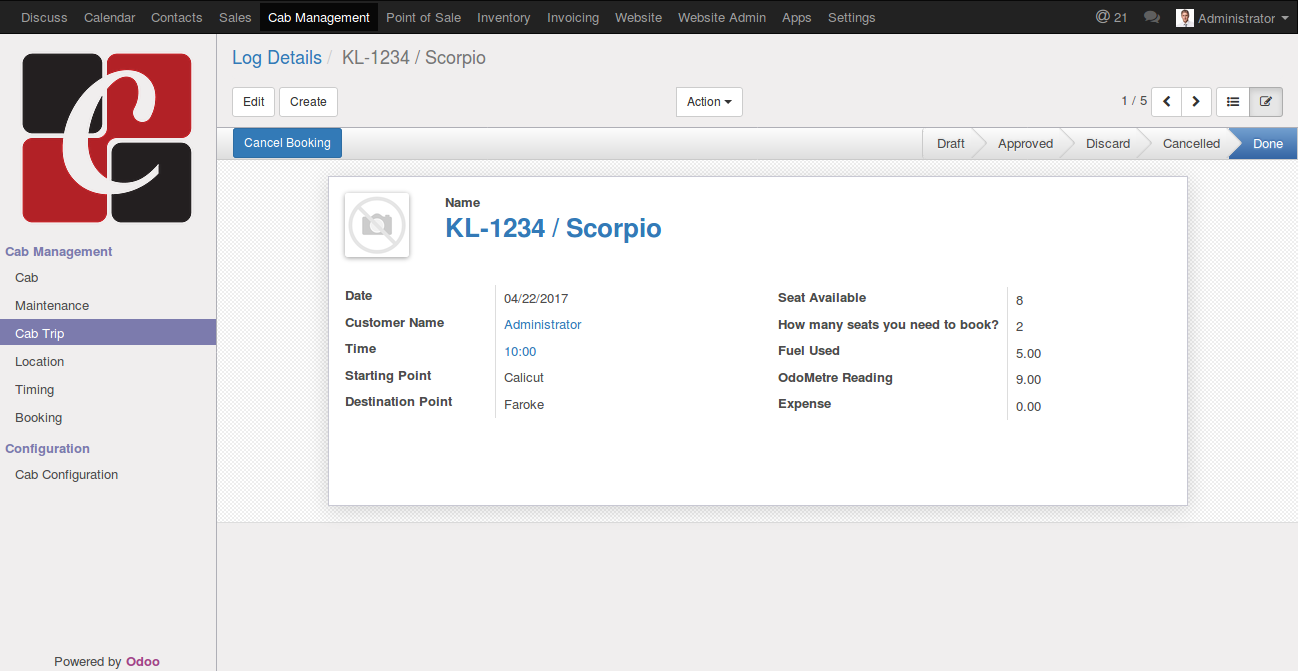 Discuss Calendar Contacts Sales Cab Management Point of Sale Inventory Invoicing Website Website Admin Apps Settings @ 21 Administrator
Log Details / KL-1234 / Scorpio
Edit Create Action 1 / 5
Cancel Booking Draft Approved Discard Cancelled Done
C
Cab Management
Cab
Maintenance
Cab Trip
Location
Timing
Booking
Configuration
Cab Configuration
Powered by Odoo
Name
KL-1234 / Scorpio
Date 04/22/2017
Customer Name Administrator
Time 10:00
Starting Point Calicut
Destination Point Faroke
Seat Available 8
How many seats you need to book? 2
Fuel Used 5.00
OdoMetre Reading 9.00
Expense 0.00